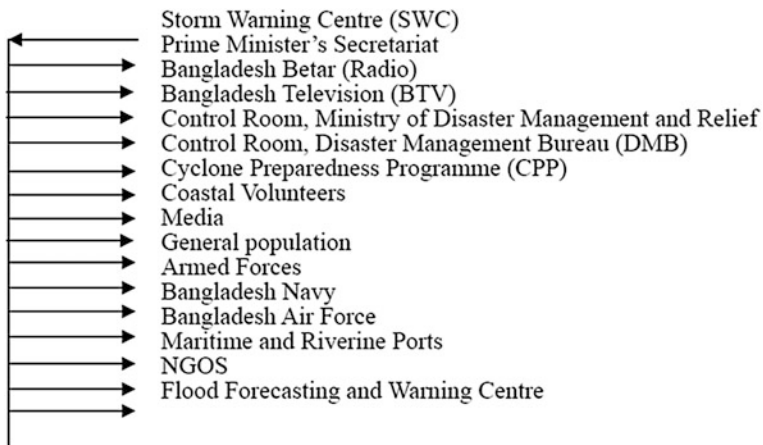 Storm Warning Centre (SWC)
Prime Minister’s Secretariat
Bangladesh Betar (Radio)
Bangladesh Television (BTV)
Control Room, Ministry of Disaster Management and Relief
Control Room, Disaster Management Bureau (DMB)
Cyclone Preparedness Programme (CPP)
Coastal Volunteers
Media
General population
Armed Forces
Bangladesh Navy
Bangladesh Air Force
Maritime and Riverine Ports
NGOS
Flood Forecasting and Warning Centre